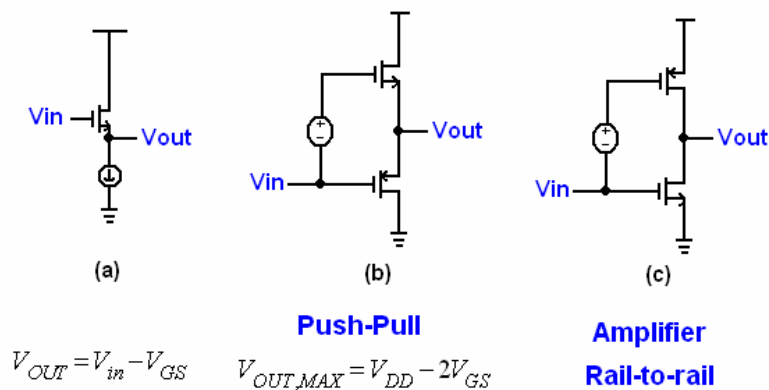 Vin
Vout
(a)
V_OUT = V_in − V_GS
+
−
Vin
Vout
(b)
Push-Pull
V_OUT,MAX = V_DD − 2V_GS
+
−
Vin
Vout
(c)
Amplifier
Rail-to-rail